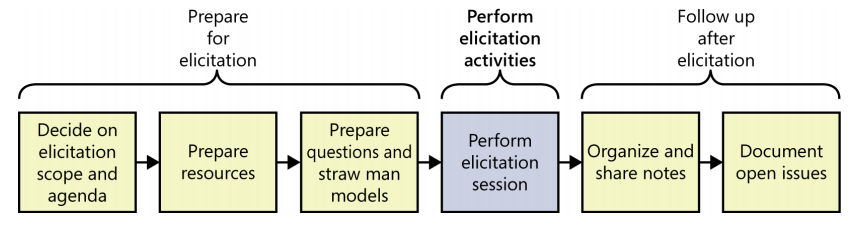 Prepare
for
elicitation
Perform
elicitation
activities
Follow up
after
elicitation
Decide on
elicitation
scope and
agenda
Prepare
resources
Prepare
questions and
straw man
models
Perform
elicitation
session
Organize and
share notes
Document
open issues